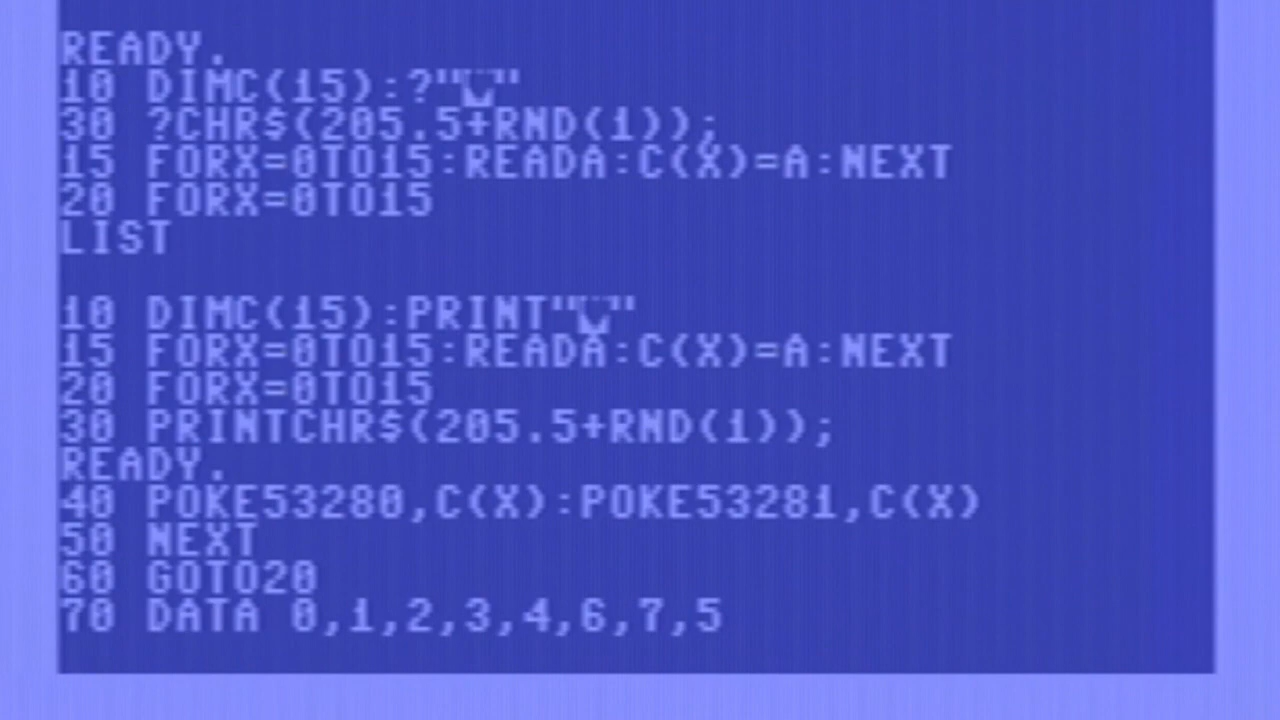 READY.
10 DIMC(15):?"♥"
30 ?CHR$(205.5+RND(1));
15 FORX=0TO15:READA:C(X)=A:NEXT
20 FORX=0TO15
LIST

10 DIMC(15):PRINT"♥"
15 FORX=0TO15:READA:C(X)=A:NEXT
20 FORX=0TO15
30 PRINTCHR$(205.5+RND(1));
READY.
40 POKE53280,C(X):POKE53281,C(X)
50 NEXT
60 GOTO20
70 DATA 0,1,2,3,4,6,7,5